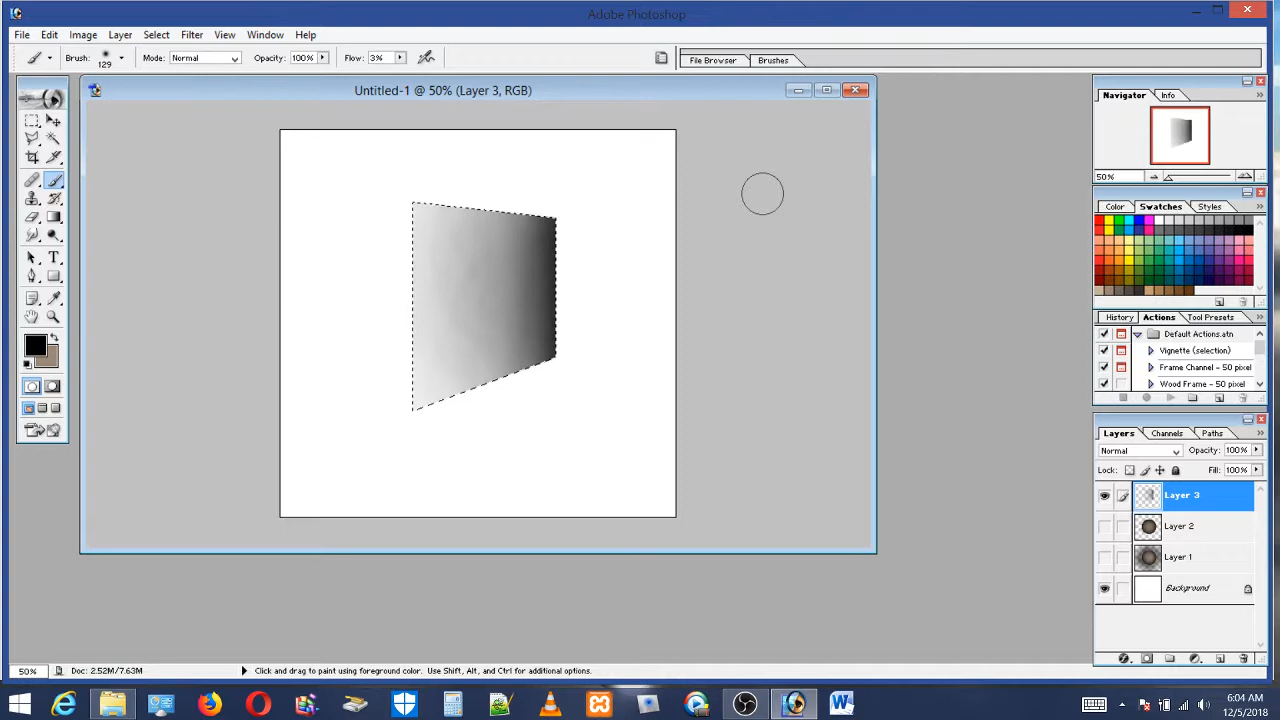 Adobe Photoshop
File Edit Image Layer Select Filter View Window Help
Brush: 129 Mode: Normal Opacity: 100% Flow: 3% File Browser Brushes
Untitled-1 @ 50% (Layer 3, RGB)
Navigator Info
50%
Color Swatches Styles
History Actions Tool Presets
Default Actions.atn
Vignette (selection)
Frame Channel - 50 pixel
Wood Frame - 50 pixel
Layers Channels Paths
Normal Opacity: 100%
Lock: Fill: 100%
Layer 3
Layer 2
Layer 1
Background
50% Doc: 2.52M/7.63M Click and drag to paint using foreground color. Use Shift, Alt, and Ctrl for additional options.
6:04 AM
12/5/2018